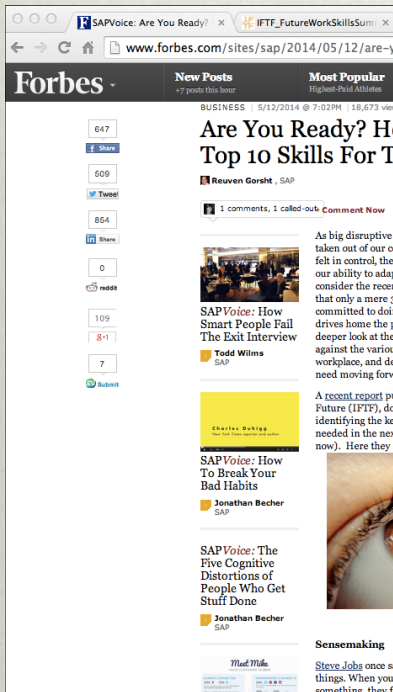 SAPVoice: Are You Ready?
IFTF_FutureWorkSkillsSumm
www.forbes.com/sites/sap/2014/05/12/are-y
Forbes
New Posts
+7 posts this hour
Most Popular
Highest-Paid Athletes
BUSINESS | 5/12/2014 @ 7:02PM | 18,673 view
Are You Ready? He
Top 10 Skills For T
Reuven Gorsht , SAP
1 comments, 1 called-out
+ Comment Now
647
Share
509
Tweet
854
Share
0
reddit
109
g+1
7
Submit
SAPVoice: How
Smart People Fail
The Exit Interview
Todd Wilms
SAP
Charles Duhigg
New York Times reporter and author
SAPVoice: How
To Break Your
Bad Habits
Jonathan Becher
SAP
SAPVoice: The
Five Cognitive
Distortions of
People Who Get
Stuff Done
Jonathan Becher
SAP
Meet Mike
As big disruptive
taken out of our c
felt in control, the
our ability to adap
consider the recen
that only a mere
committed to doi
drives home the p
deeper look at the
against the variou
workplace, and de
need moving forw
A recent report pu
Future (IFTF), do
identifying the ke
needed in the nex
now). Here they
Sensemaking
Steve Jobs once sa
things. When you
something, they f